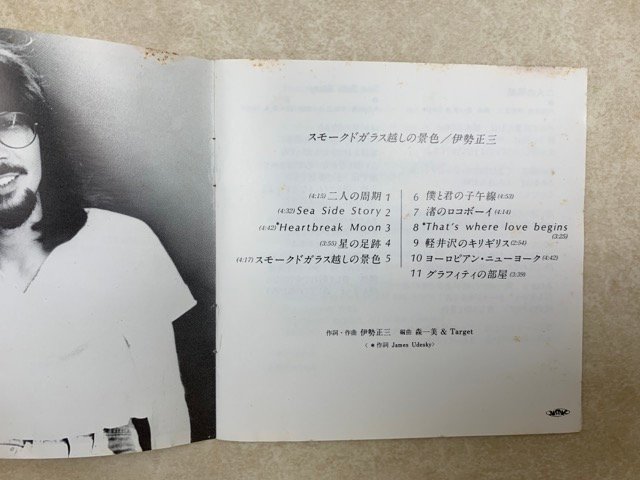 スモークドガラス越しの景色／伊勢正三
(4:15) 二人の周期 1
(4:32) Sea Side Story 2
(4:42) *Heartbreak Moon 3
(3:55) 星の足跡 4
(4:17) スモークドガラス越しの景色 5
6 僕と君の子午線 (4:53)
7 渚のロコボーイ (4:14)
8 *That's where love begins
(3:25)
9 軽井沢のキリギリス (2:54)
10 ヨーロピアン・ニューヨーク (4:42)
11 グラフィティの部屋 (3:39)
作詞・作曲 伊勢正三 編曲 森一美 & Target
〈★作詞 James Udesky〉